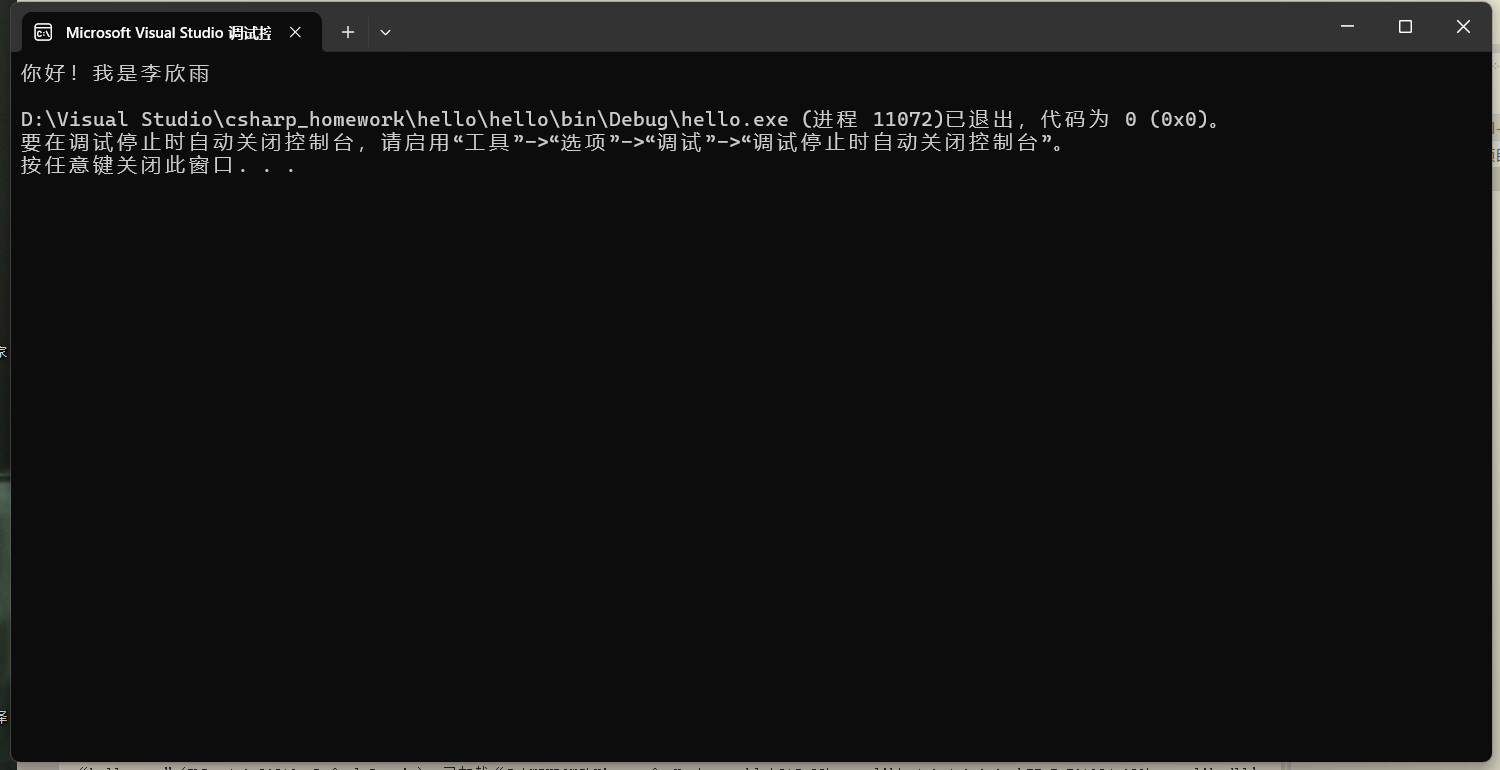 Microsoft Visual Studio 调试控
你好！我是李欣雨
D:\Visual Studio\csharp_homework\hello\hello\bin\Debug\hello.exe (进程 11072)已退出，代码为 0 (0x0)。
要在调试停止时自动关闭控制台，请启用“工具”->“选项”->“调试”->“调试停止时自动关闭控制台”。
按任意键关闭此窗口. . .